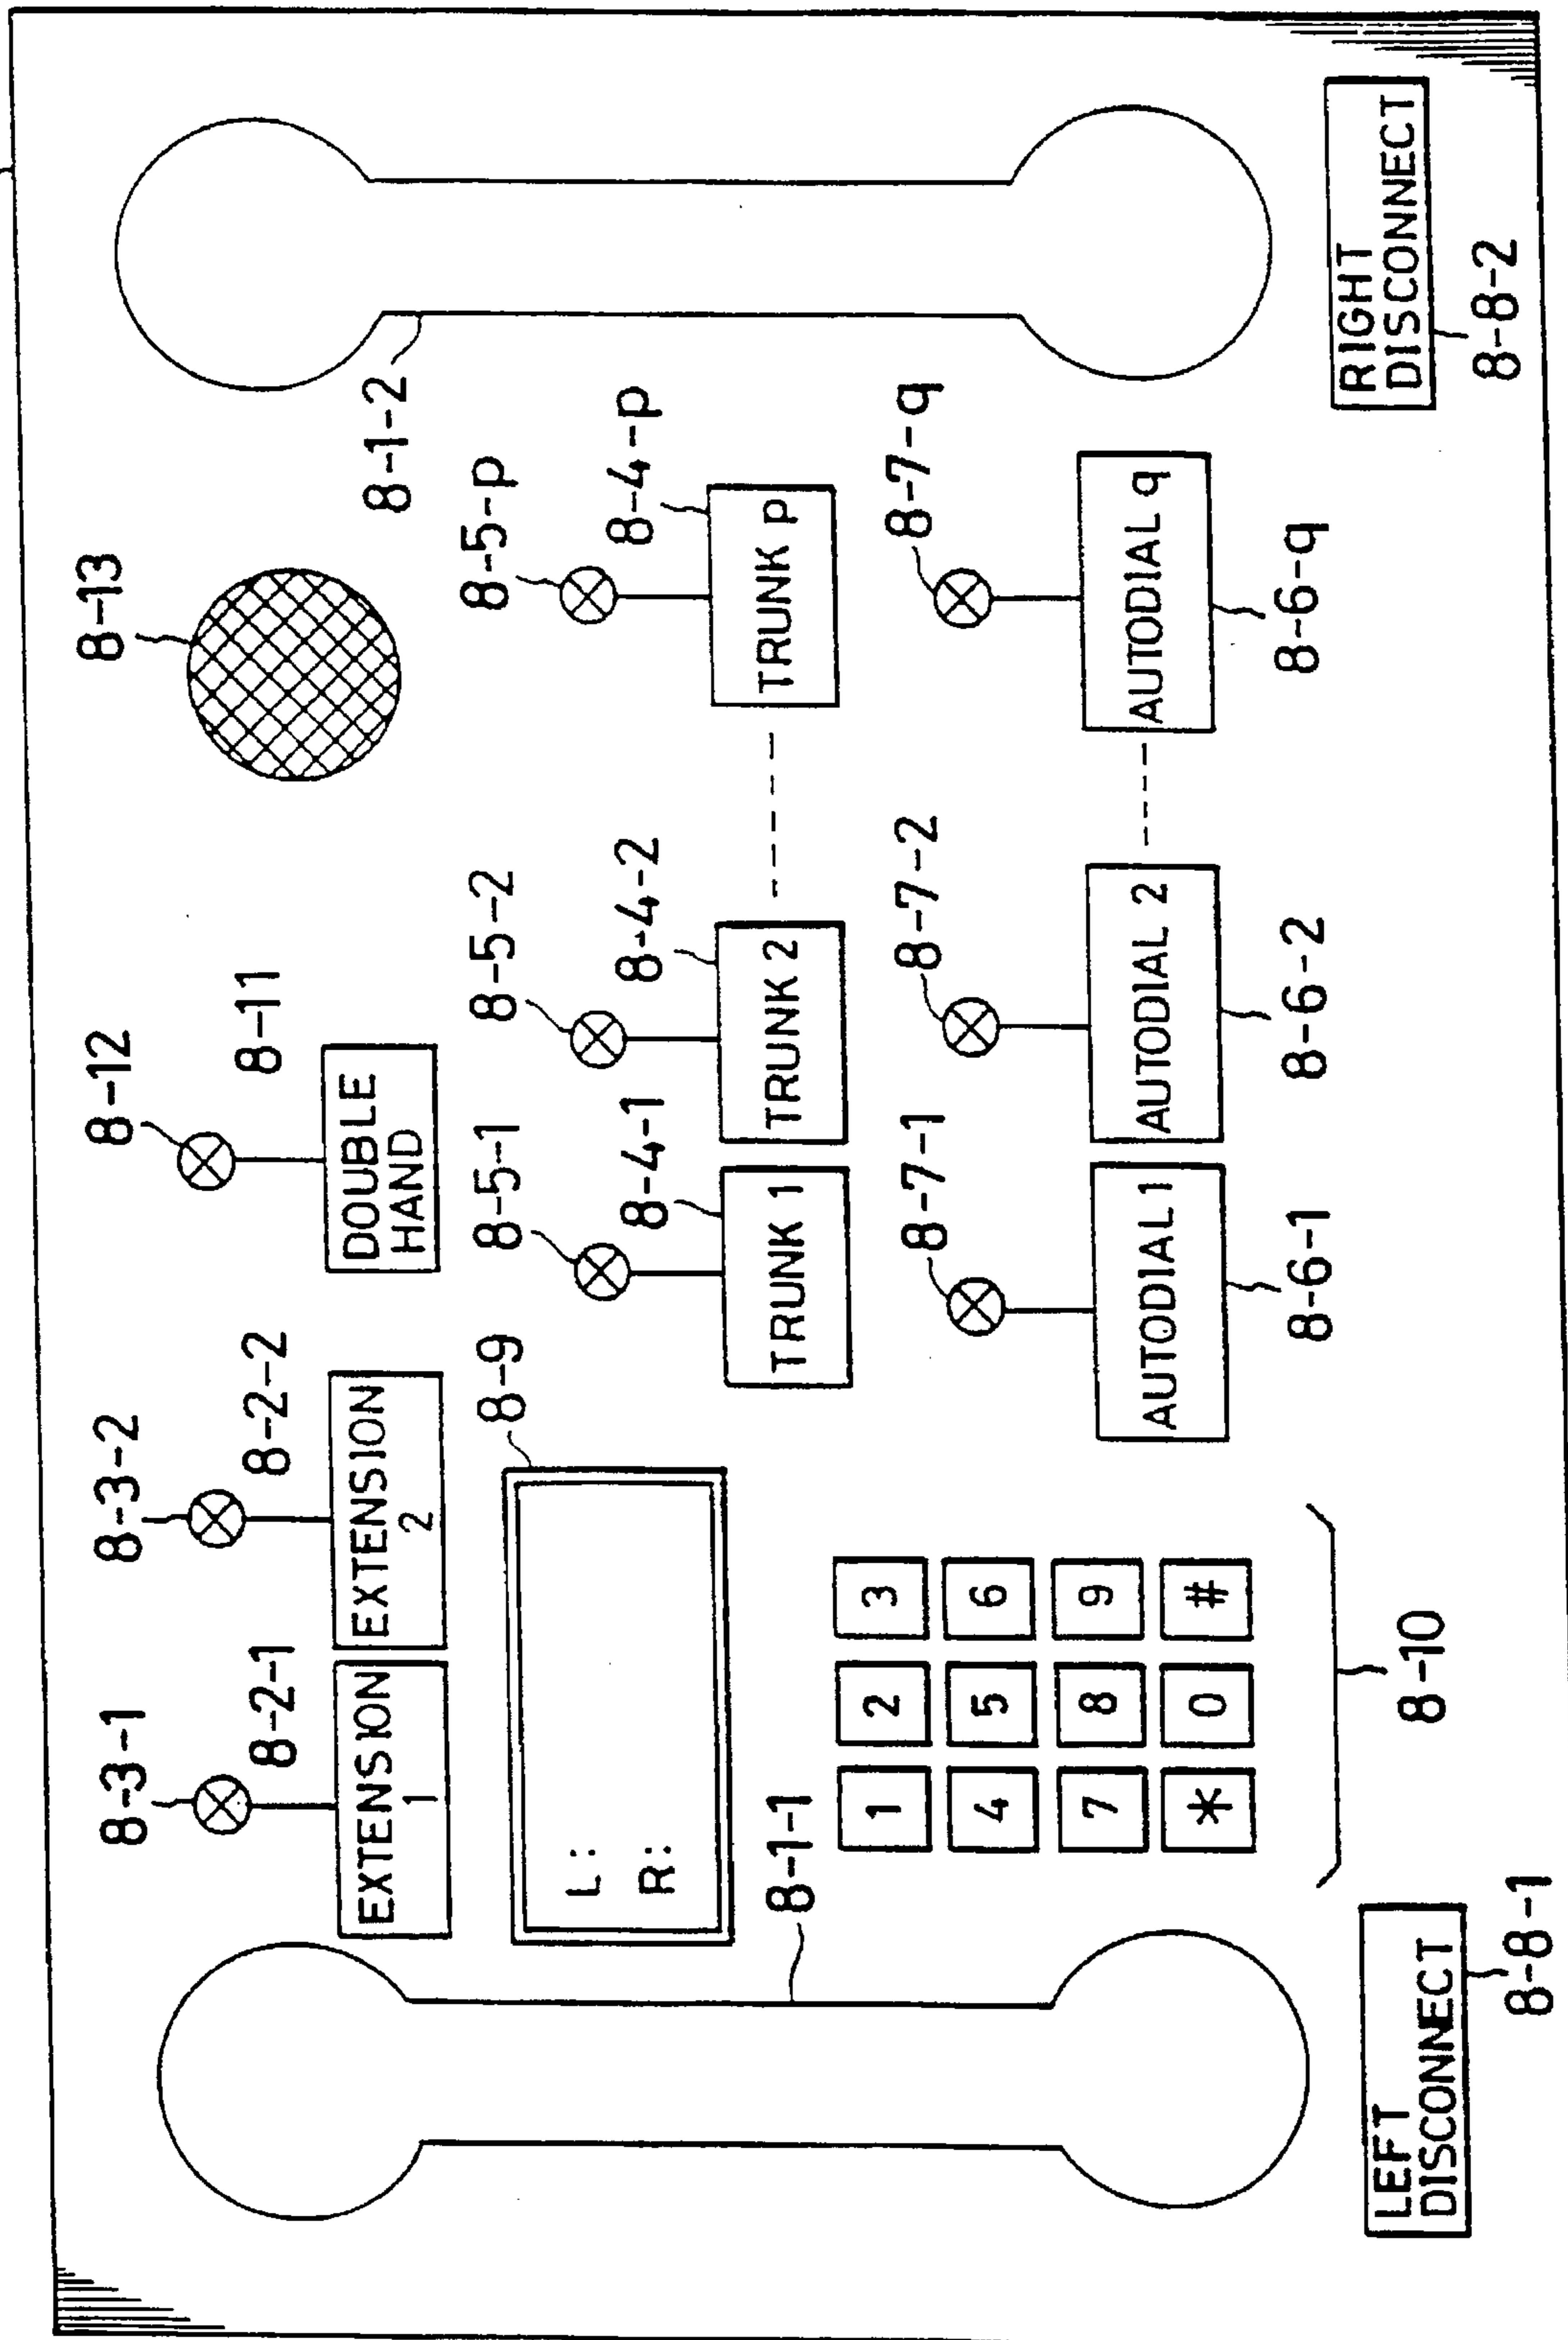 8-3-1
8-3-2
8-12
8-13
8-2-1
8-2-2
8-11
EXTENSION
1
EXTENSION
2
DOUBLE
HAND
8-1-2
8-9
8-5-1
8-5-2
8-5-p
L:
R:
8-4-1
8-4-2
8-4-p
TRUNK 1
TRUNK 2
TRUNK p
8-1-1
8-7-1
8-7-2
8-7-q
1 2 3
4 5 6
7 8 9
* 0 #
AUTODIAL 1
AUTODIAL 2
AUTODIAL q
8-6-1
8-6-2
8-6-q
8-10
LEFT
DISCONNECT
RIGHT
DISCONNECT
8-8-1
8-8-2